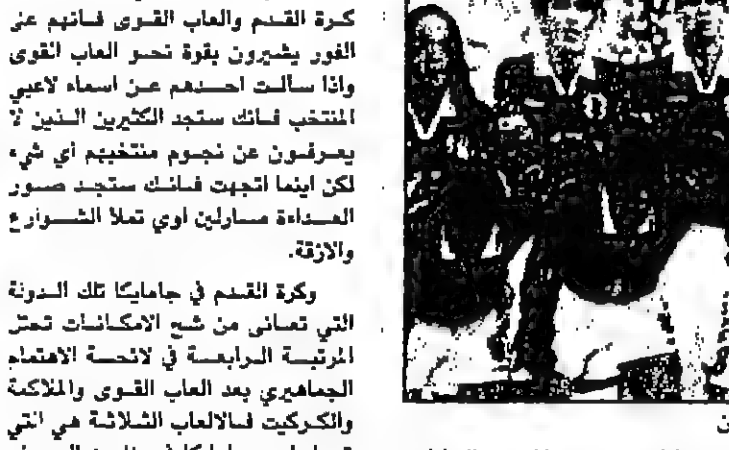 كرة القدم والعاب القوى فانهم على
الفور يشيرون بقوة نحو العاب القوى
واذا سالت احدهم عن اسماء لاعبي
المنتخب فانك ستجد الكثيرين الذين لا
يعرفون عن نجوم منتخبهم أي شيء
لكن اينما اتجهت فانك ستجد صور
العداءة مارلين اوي تملأ الشوارع
والازقة.
وكرة القدم في جامايكا تلك الدولة
التي تعاني من شح الامكانات تحتل
المرتبة الرابعة في لائحة الاهتمام
الجماهيري بعد العاب القوى والملاكمة
والكركيت فالالعاب الثلاثة هي التي
ن